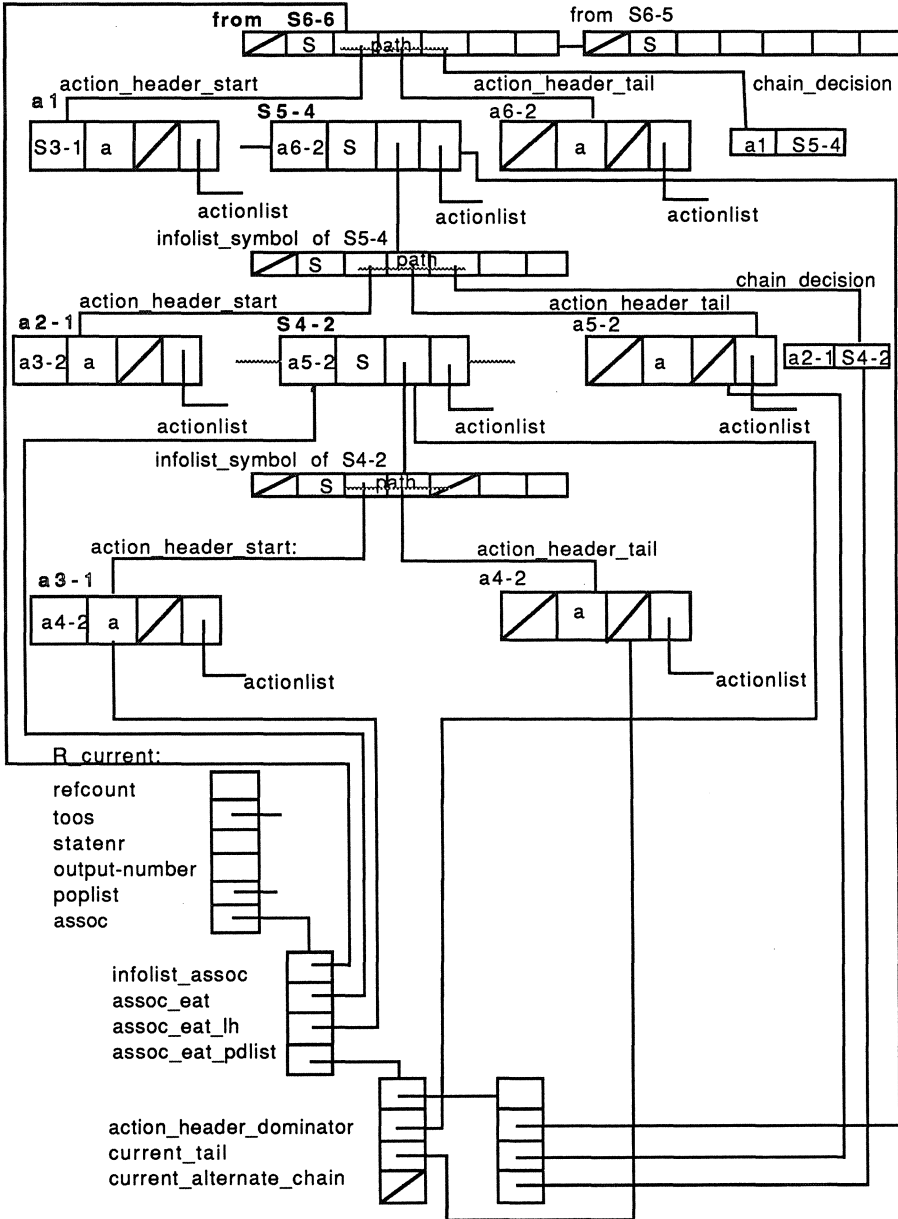 from S6-6
from S6-5
S path
S
action_header_start
action_header_tail
chain_decision
a1
S5-4
a6-2
S3-1 a
a6-2 S
a
a1 S5-4
actionlist
actionlist
actionlist
infolist_symbol of S5-4
S path
chain_decision
action_header_start
action_header_tail
a2-1
S4-2
a5-2
a3-2 a
a5-2 S
a
a2-1 S4-2
actionlist
actionlist
actionlist
infolist_symbol of S4-2
S path
action_header_start:
action_header_tail
a3-1
a4-2
a4-2 a
a
actionlist
actionlist
R_current:
refcount
toos
statenr
output-number
poplist
assoc
infolist_assoc
assoc_eat
assoc_eat_lh
assoc_eat_pdlist
action_header_dominator
current_tail
current_alternate_chain